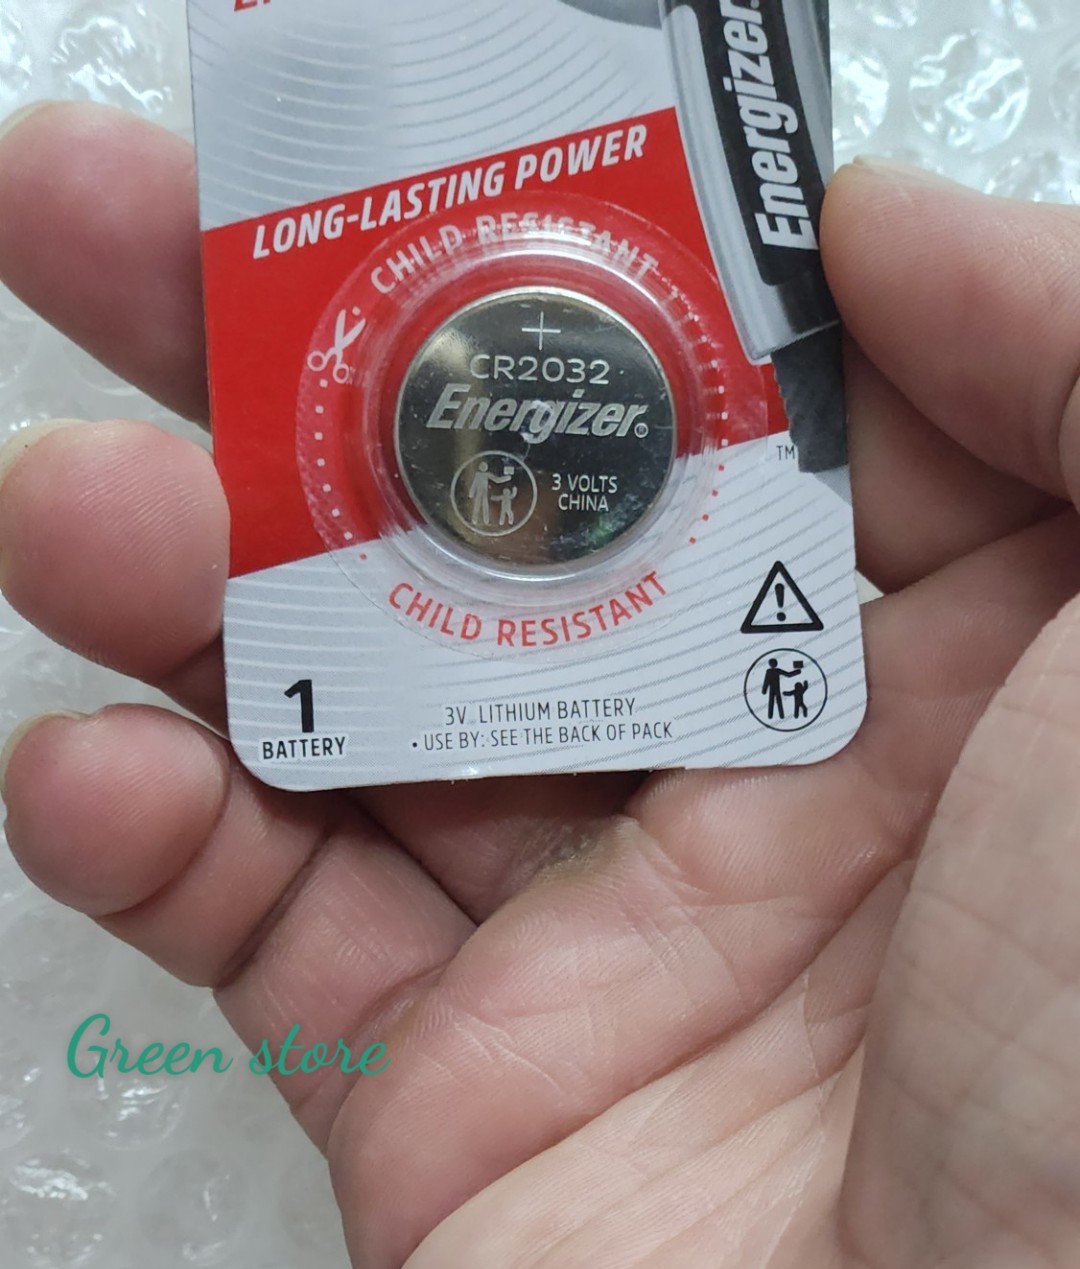 Energizer
LONG-LASTING POWER
CHILD RESISTANT
+
CR2032
Energizer
3 VOLTS
CHINA
TM
CHILD RESISTANT
1
BATTERY
3V LITHIUM BATTERY
• USE BY: SEE THE BACK OF PACK
Green store